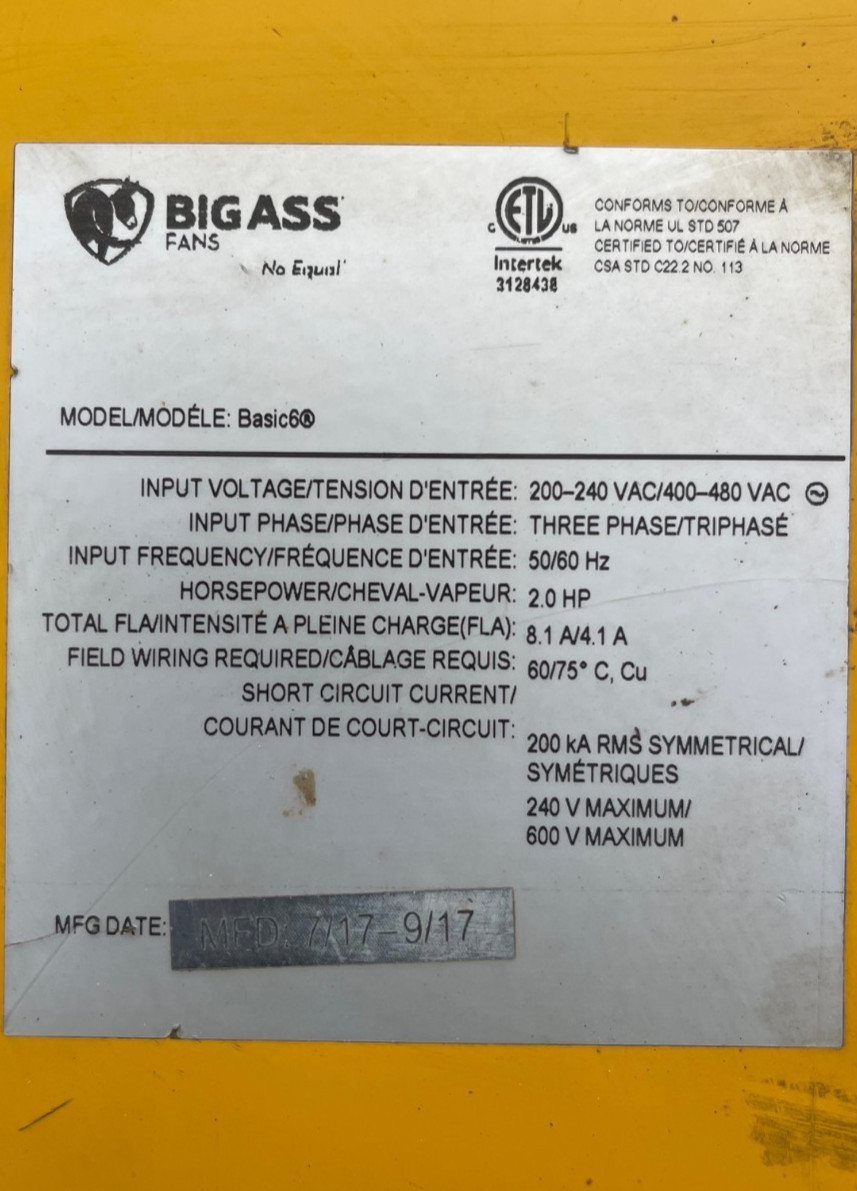 BIG ASS
FANS
No Equal
ETL
C US
Intertek
3128438
CONFORMS TO/CONFORME À
LA NORME UL STD 507
CERTIFIED TO/CERTIFIÉ À LA NORME
CSA STD C22.2 NO. 113
MODEL/MODÉLE: Basic6®
INPUT VOLTAGE/TENSION D'ENTRÉE: 200–240 VAC/400–480 VAC
INPUT PHASE/PHASE D'ENTRÉE: THREE PHASE/TRIPHASÉ
INPUT FREQUENCY/FRÉQUENCE D'ENTRÉE: 50/60 Hz
HORSEPOWER/CHEVAL-VAPEUR: 2.0 HP
TOTAL FLA/INTENSITÉ A PLEINE CHARGE(FLA): 8.1 A/4.1 A
FIELD WIRING REQUIRED/CÂBLAGE REQUIS: 60/75° C, Cu
SHORT CIRCUIT CURRENT/
COURANT DE COURT-CIRCUIT: 200 kA RMS SYMMETRICAL/
SYMÉTRIQUES
240 V MAXIMUM/
600 V MAXIMUM
MFG DATE: MFD: 7/17–9/17